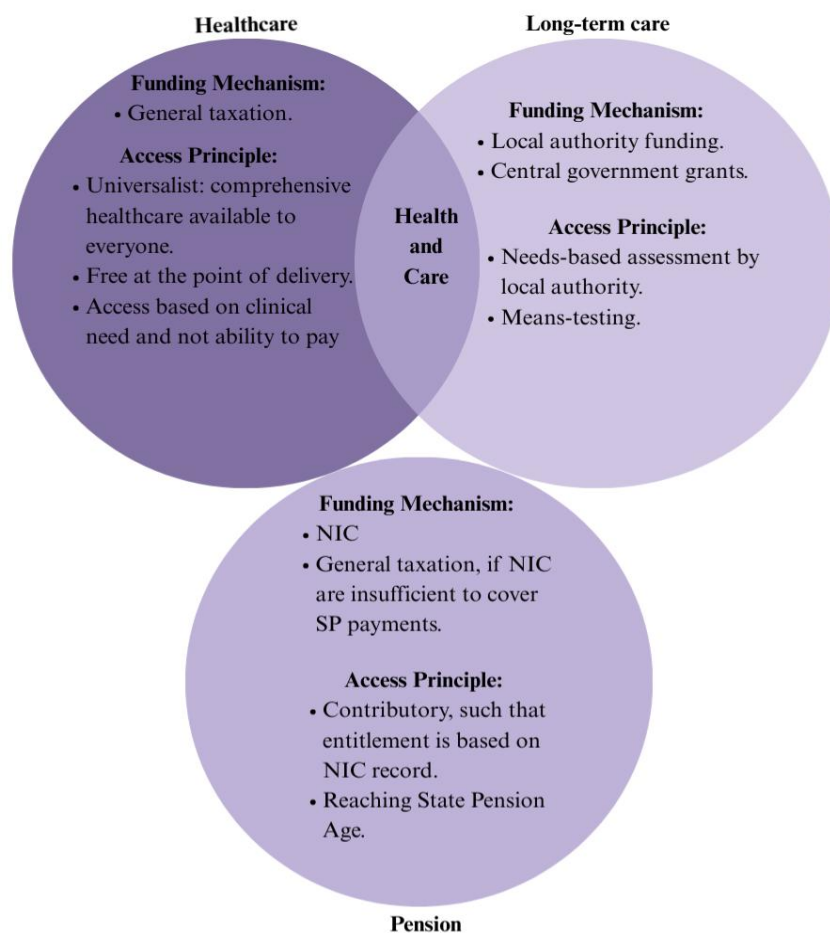 Healthcare
Funding Mechanism:
• General taxation.
Access Principle:
• Universalist: comprehensive
healthcare available to
everyone.
• Free at the point of delivery.
• Access based on clinical
need and not ability to pay
Health
and
Care
Long-term care
Funding Mechanism:
• Local authority funding.
• Central government grants.
Access Principle:
• Needs-based assessment by
local authority.
• Means-testing.
Funding Mechanism:
• NIC
• General taxation, if NIC
are insufficient to cover
SP payments.
Access Principle:
• Contributory, such that
entitlement is based on
NIC record.
• Reaching State Pension
Age.
Pension